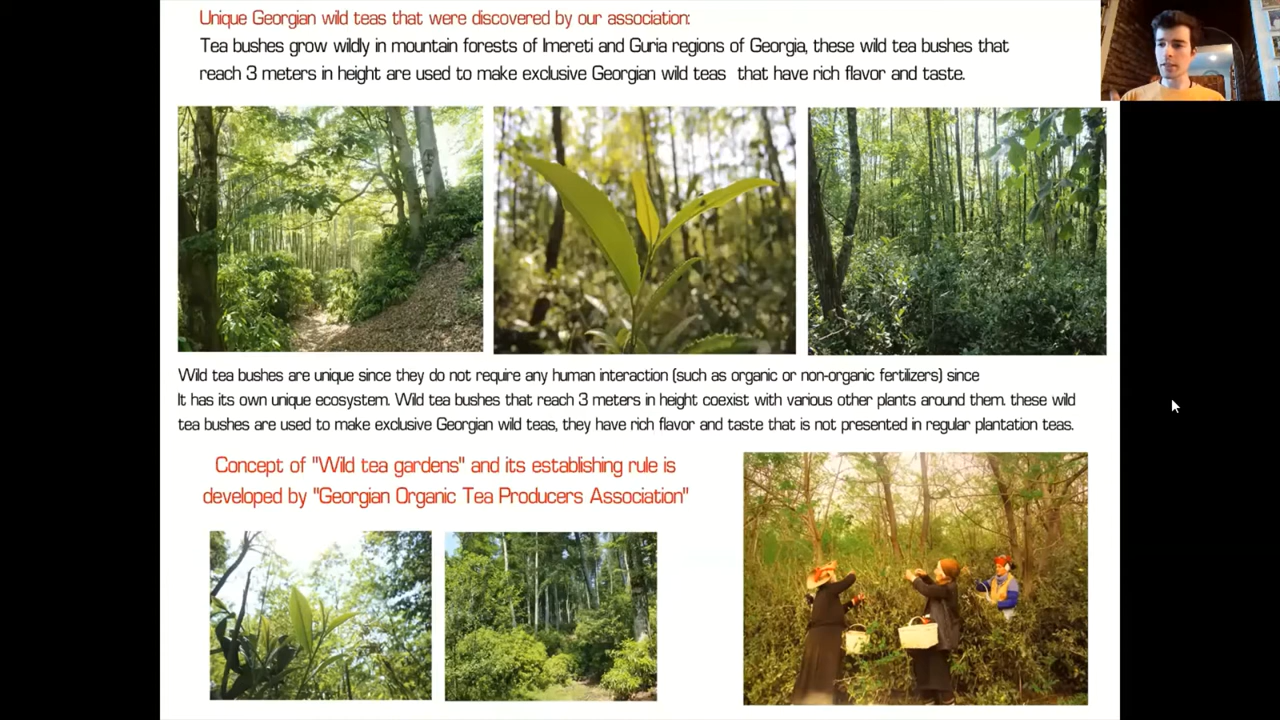 Unique Georgian wild teas that were discovered by our association:
Tea bushes grow wildly in mountain forests of Imereti and Guria regions of Georgia, these wild tea bushes that
reach 3 meters in height are used to make exclusive Georgian wild teas that have rich flavor and taste.
Wild tea bushes are unique since they do not require any human interaction (such as organic or non-organic fertilizers) since
It has its own unique ecosystem. Wild tea bushes that reach 3 meters in height coexist with various other plants around them. these wild
tea bushes are used to make exclusive Georgian wild teas, they have rich flavor and taste that is not presented in regular plantation teas.
Concept of "Wild tea gardens" and its establishing rule is
developed by "Georgian Organic Tea Producers Association"